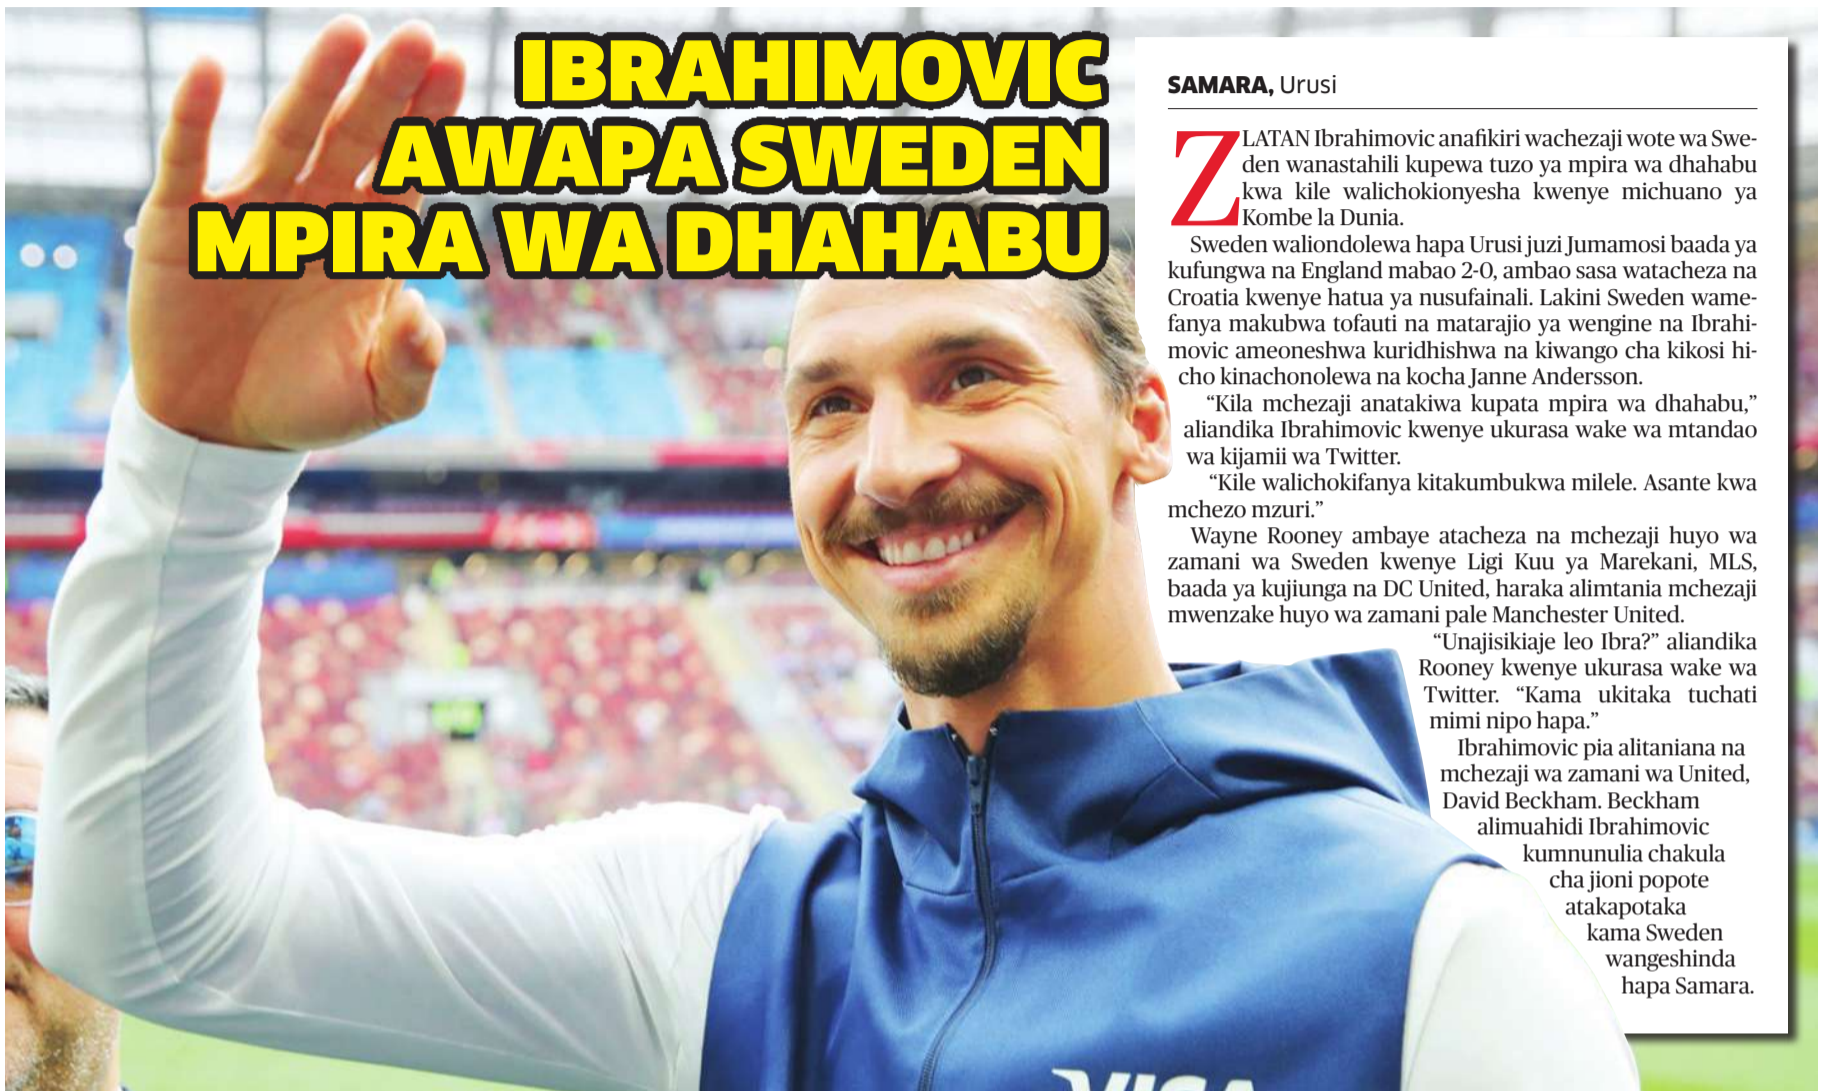 IBRAHIMOVIC
AWAPA SWEDEN
MPIRA WA DHAHABU
SAMARA, Urusi
ZLATAN Ibrahimovic anafikiri wachezaji wote wa Swe-
den wanastahili kupewa tuzo ya mpira wa dhahabu
kwa kile walichokionyesha kwenye michuano ya
Kombe la Dunia.
Sweden waliondolewa hapa Urusi juzi Jumamosi baada ya
kufungwa na England mabao 2-0, ambao sasa watacheza na
Croatia kwenye hatua ya nusufainali. Lakini Sweden wame-
fanya makubwa tofauti na matarajio ya wengine na Ibrahi-
movic ameoneshwa kuridhishwa na kiwango cha kikosi hi-
cho kinachonolewa na kocha Janne Andersson.
“Kila mchezaji anatakiwa kupata mpira wa dhahabu,”
aliandika Ibrahimovic kwenye ukurasa wake wa mtandao
wa kijamii wa Twitter.
“Kile walichokifanya kitakumbukwa milele. Asante kwa
mchezo mzuri.”
Wayne Rooney ambaye atacheza na mchezaji huyo wa
zamani wa Sweden kwenye Ligi Kuu ya Marekani, MLS,
baada ya kujiunga na DC United, haraka alimtania mchezaji
mwenzake huyo wa zamani pale Manchester United.
“Unajisikiaje leo Ibra?” aliandika
Rooney kwenye ukurasa wake wa
Twitter. “Kama ukitaka tuchati
mimi nipo hapa.”
Ibrahimovic pia alitaniana na
mchezaji wa zamani wa United,
David Beckham. Beckham
alimuahidi Ibrahimovic
kumnunulia chakula
cha jioni popote
atakapotaka
kama Sweden
wangeshinda
hapa Samara.
VISA